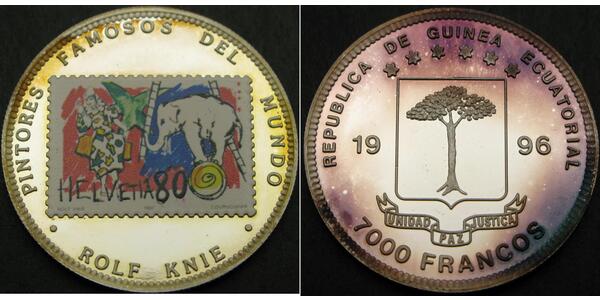 PINTORES FAMOSOS DEL MUNDO
HELVETIA 80
· ROLF KNIE ·
REPUBLICA DE GUINEA ECUATORIAL
19 96
UNIDAD PAZ JUSTICIA
7000 FRANCOS